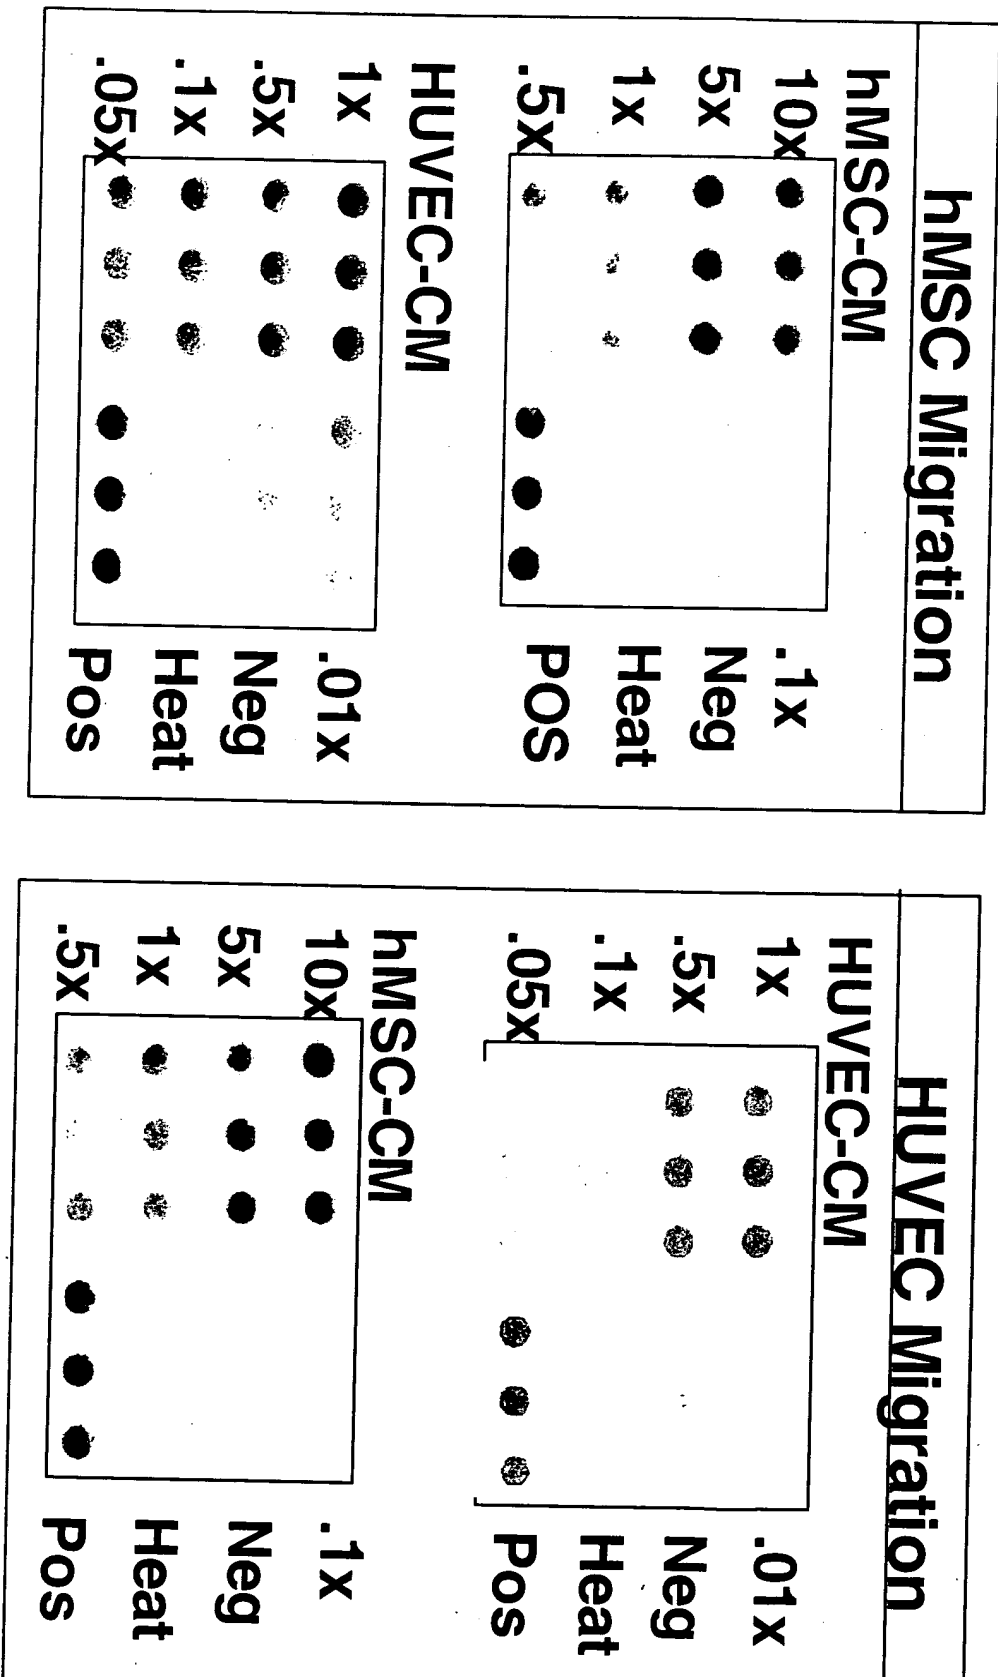 hMSC Migration
hMSC-CM
10x .1x
5x Neg
1x Heat
.5x POS
HUVEC-CM
1x .01x
.5x Neg
.1x Heat
.05x Pos
HUVEC Migration
HUVEC-CM
1x .01x
.5x Neg
.1x Heat
.05x Pos
hMSC-CM
10x .1x
5x Neg
1x Heat
.5x Pos